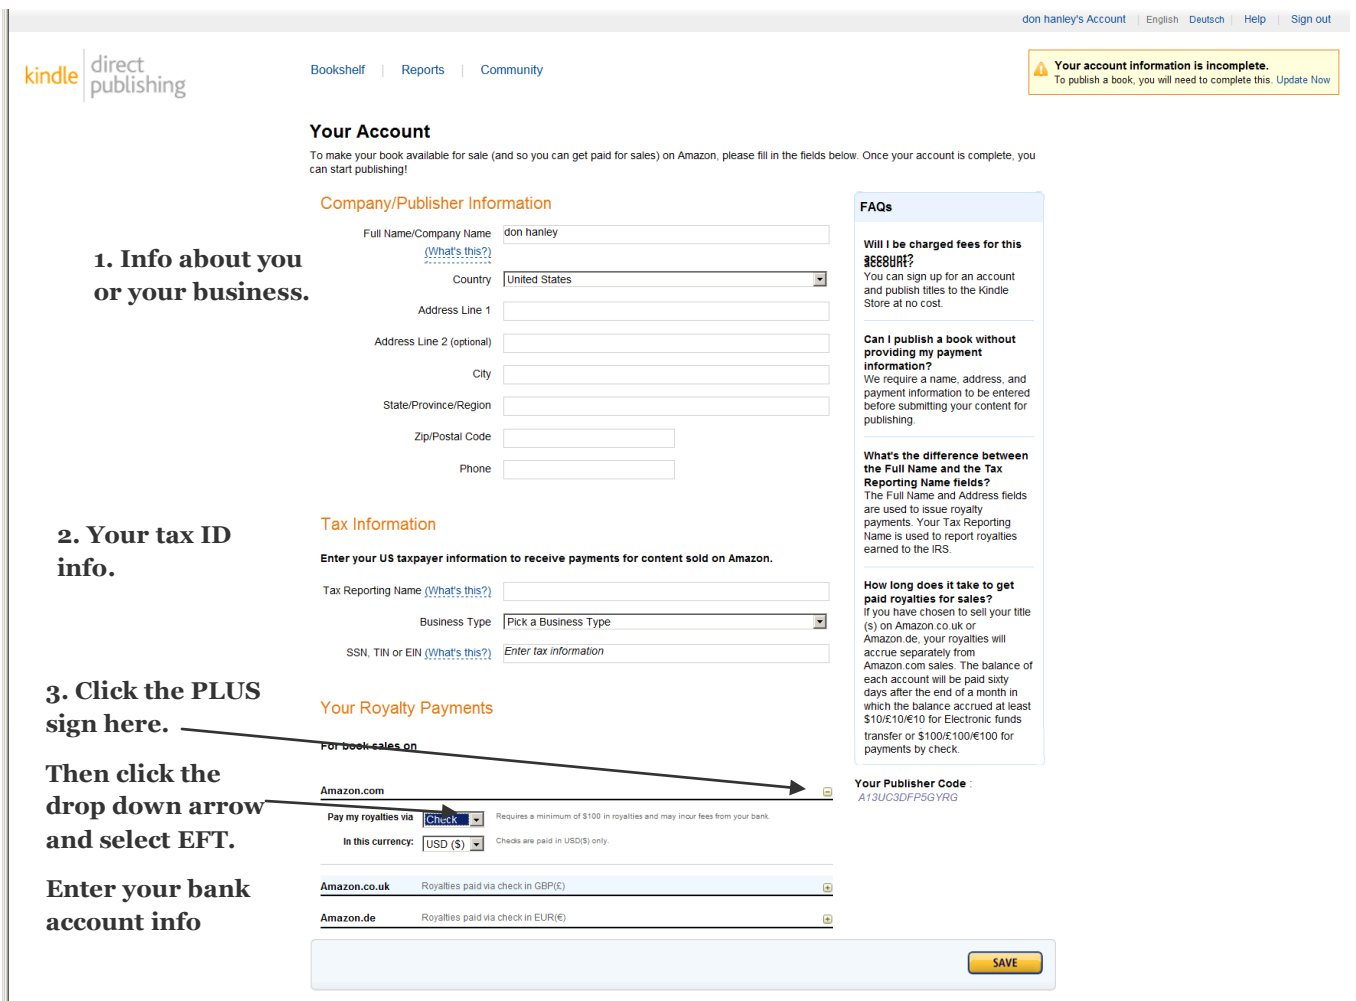 don hanley's Account | English Deutsch | Help | Sign out
kindle direct publishing
Bookshelf | Reports | Community
Your account information is incomplete.
To publish a book, you will need to complete this. Update Now
Your Account
To make your book available for sale (and so you can get paid for sales) on Amazon, please fill in the fields below. Once your account is complete, you
can start publishing!
Company/Publisher Information
Full Name/Company Name don hanley
(What's this?)
Country United States
Address Line 1
Address Line 2 (optional)
City
State/Province/Region
Zip/Postal Code
Phone
1. Info about you
or your business.
Tax Information
Enter your US taxpayer information to receive payments for content sold on Amazon.
Tax Reporting Name (What's this?)
Business Type Pick a Business Type
SSN, TIN or EIN (What's this?) Enter tax information
2. Your tax ID
info.
Your Royalty Payments
For book sales on
Amazon.com
Pay my royalties via Check Requires a minimum of $100 in royalties and may incur fees from your bank.
In this currency: USD ($) Checks are paid in USD($) only.
Amazon.co.uk Royalties paid via check in GBP(£)
Amazon.de Royalties paid via check in EUR(€)
3. Click the PLUS
sign here.
Then click the
drop down arrow
and select EFT.
Enter your bank
account info
SAVE
FAQs
Will I be charged fees for this
account?
You can sign up for an account
and publish titles to the Kindle
Store at no cost.
Can I publish a book without
providing my payment
information?
We require a name, address, and
payment information to be entered
before submitting your content for
publishing.
What's the difference between
the Full Name and the Tax
Reporting Name fields?
The Full Name and Address fields
are used to issue royalty
payments. Your Tax Reporting
Name is used to report royalties
earned to the IRS.
How long does it take to get
paid royalties for sales?
If you have chosen to sell your title
(s) on Amazon.co.uk or
Amazon.de, your royalties will
accrue separately from
Amazon.com sales. The balance of
each account will be paid sixty
days after the end of a month in
which the balance accrued at least
$10/£10/€10 for Electronic funds
transfer or $100/£100/€100 for
payments by check.
Your Publisher Code :
A13UC3DFP5GYRG